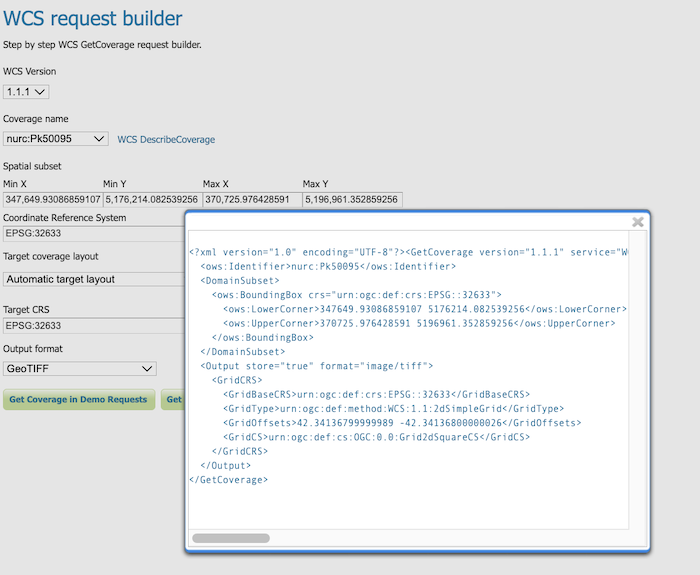 WCS request builder
Step by step WCS GetCoverage request builder.
WCS Version
1.1.1
Coverage name
nurc:Pk50095 WCS DescribeCoverage
Spatial subset
Min X Min Y Max X Max Y
347,649.93086859107 5,176,214.082539256 370,725.976428591 5,196,961.352859256
Coordinate Reference System
EPSG:32633
Target coverage layout
Automatic target layout
Target CRS
EPSG:32633
Output format
GeoTIFF
Get Coverage in Demo Requests Get
<?xml version="1.0" encoding="UTF-8"?><GetCoverage version="1.1.1" service="W
<ows:Identifier>nurc:Pk50095</ows:Identifier>
<DomainSubset>
<ows:BoundingBox crs="urn:ogc:def:crs:EPSG::32633">
<ows:LowerCorner>347649.93086859107 5176214.082539256</ows:LowerCorner>
<ows:UpperCorner>370725.976428591 5196961.352859256</ows:UpperCorner>
</ows:BoundingBox>
</DomainSubset>
<Output store="true" format="image/tiff">
<GridCRS>
<GridBaseCRS>urn:ogc:def:crs:EPSG::32633</GridBaseCRS>
<GridType>urn:ogc:def:method:WCS:1.1:2dSimpleGrid</GridType>
<GridOffsets>42.34136799999989 -42.34136800000026</GridOffsets>
<GridCS>urn:ogc:def:cs:OGC:0.0:Grid2dSquareCS</GridCS>
</GridCRS>
</Output>
</GetCoverage>